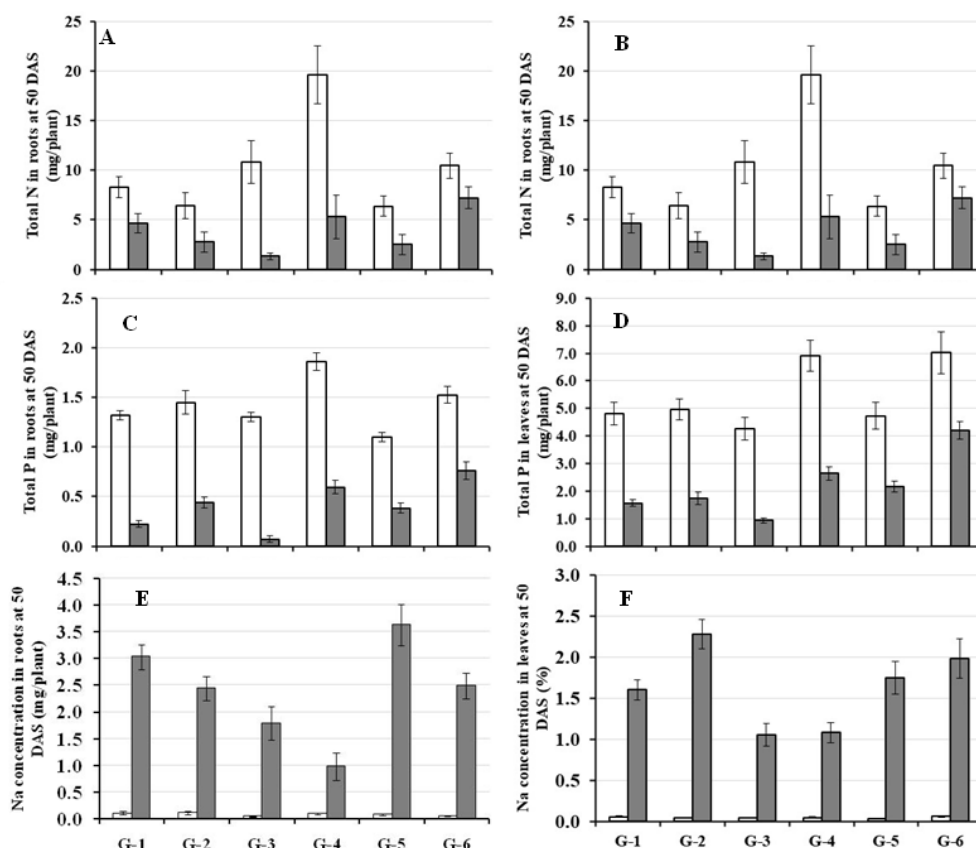 A
Total N in roots at 50 DAS
(mg/plant)
25
20
15
10
5
0
B
Total N in roots at 50 DAS
(mg/plant)
25
20
15
10
5
0
C
Total P in roots at 50 DAS
(mg/plant)
2.5
2.0
1.5
1.0
0.5
0.0
D
Total P in leaves at 50 DAS
(mg/plant)
9.0
8.0
7.0
6.0
5.0
4.0
3.0
2.0
1.0
0.0
E
Na concentration in roots at 50
DAS (mg/plant)
4.5
4.0
3.5
3.0
2.5
2.0
1.5
1.0
0.5
0.0
G-1 G-2 G-3 G-4 G-5 G-6
F
Na concentration in leaves at 50
DAS (%)
3.0
2.5
2.0
1.5
1.0
0.5
0.0
G-1 G-2 G-3 G-4 G-5 G-6